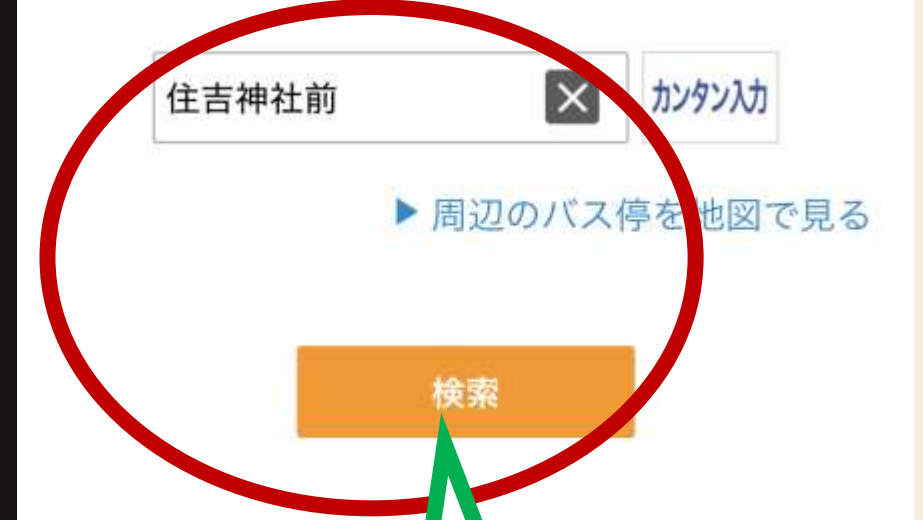 住吉神社前
カンタン入力
▶ 周辺のバス停を地図で見る
検索